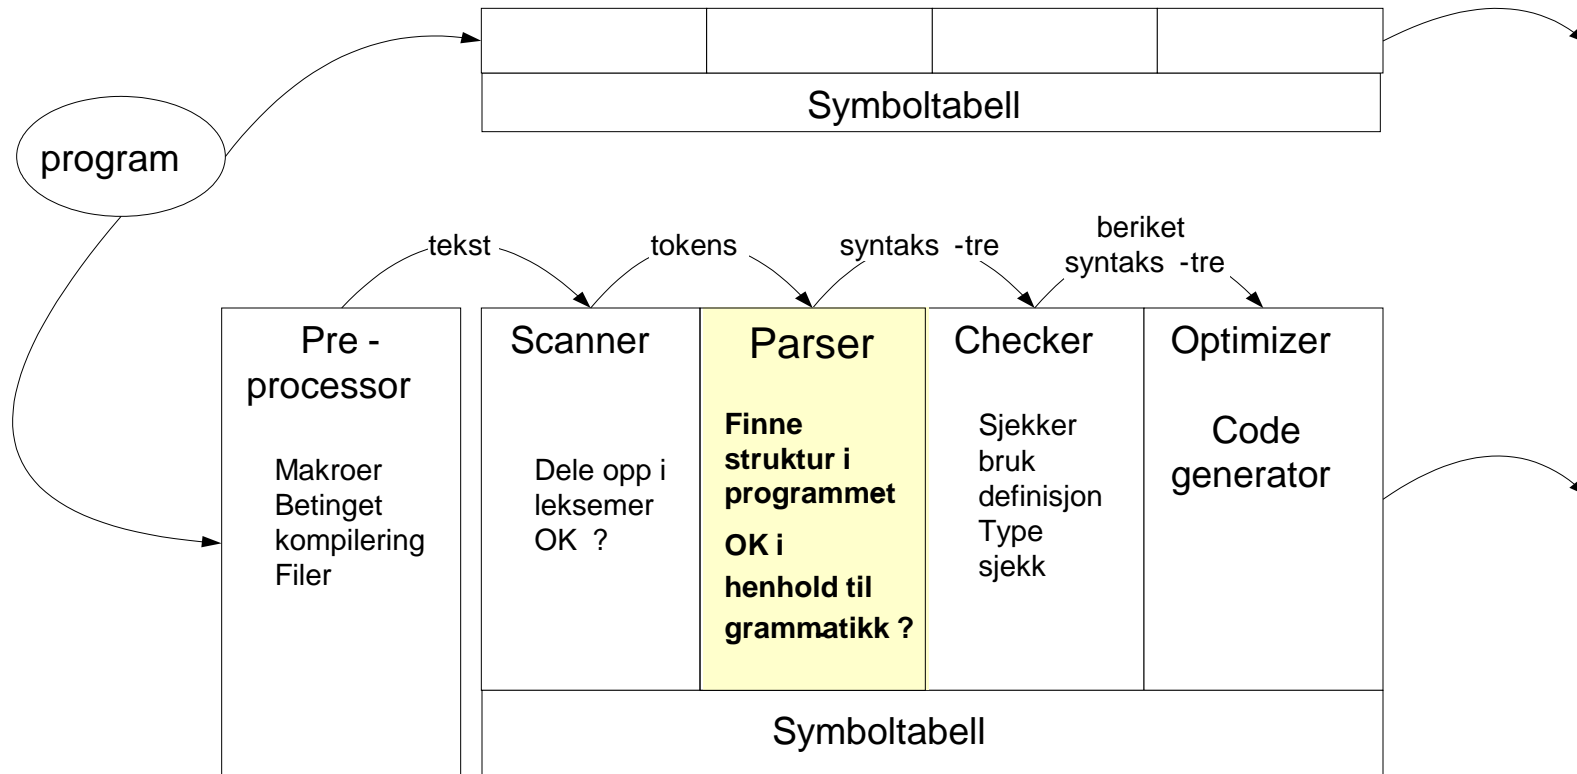 Symboltabell
program
tekst
tokens
syntaks -tre
beriket
syntaks -tre
Pre -
processor
Makroer
Betinget
kompilering
Filer
Scanner
Dele opp i
leksemer
OK ?
Parser
Finne
struktur i
programmet
OK i
henhold til
grammatikk ?
Checker
Sjekker
bruk
definisjon
Type
sjekk
Optimizer
Code
generator
Symboltabell